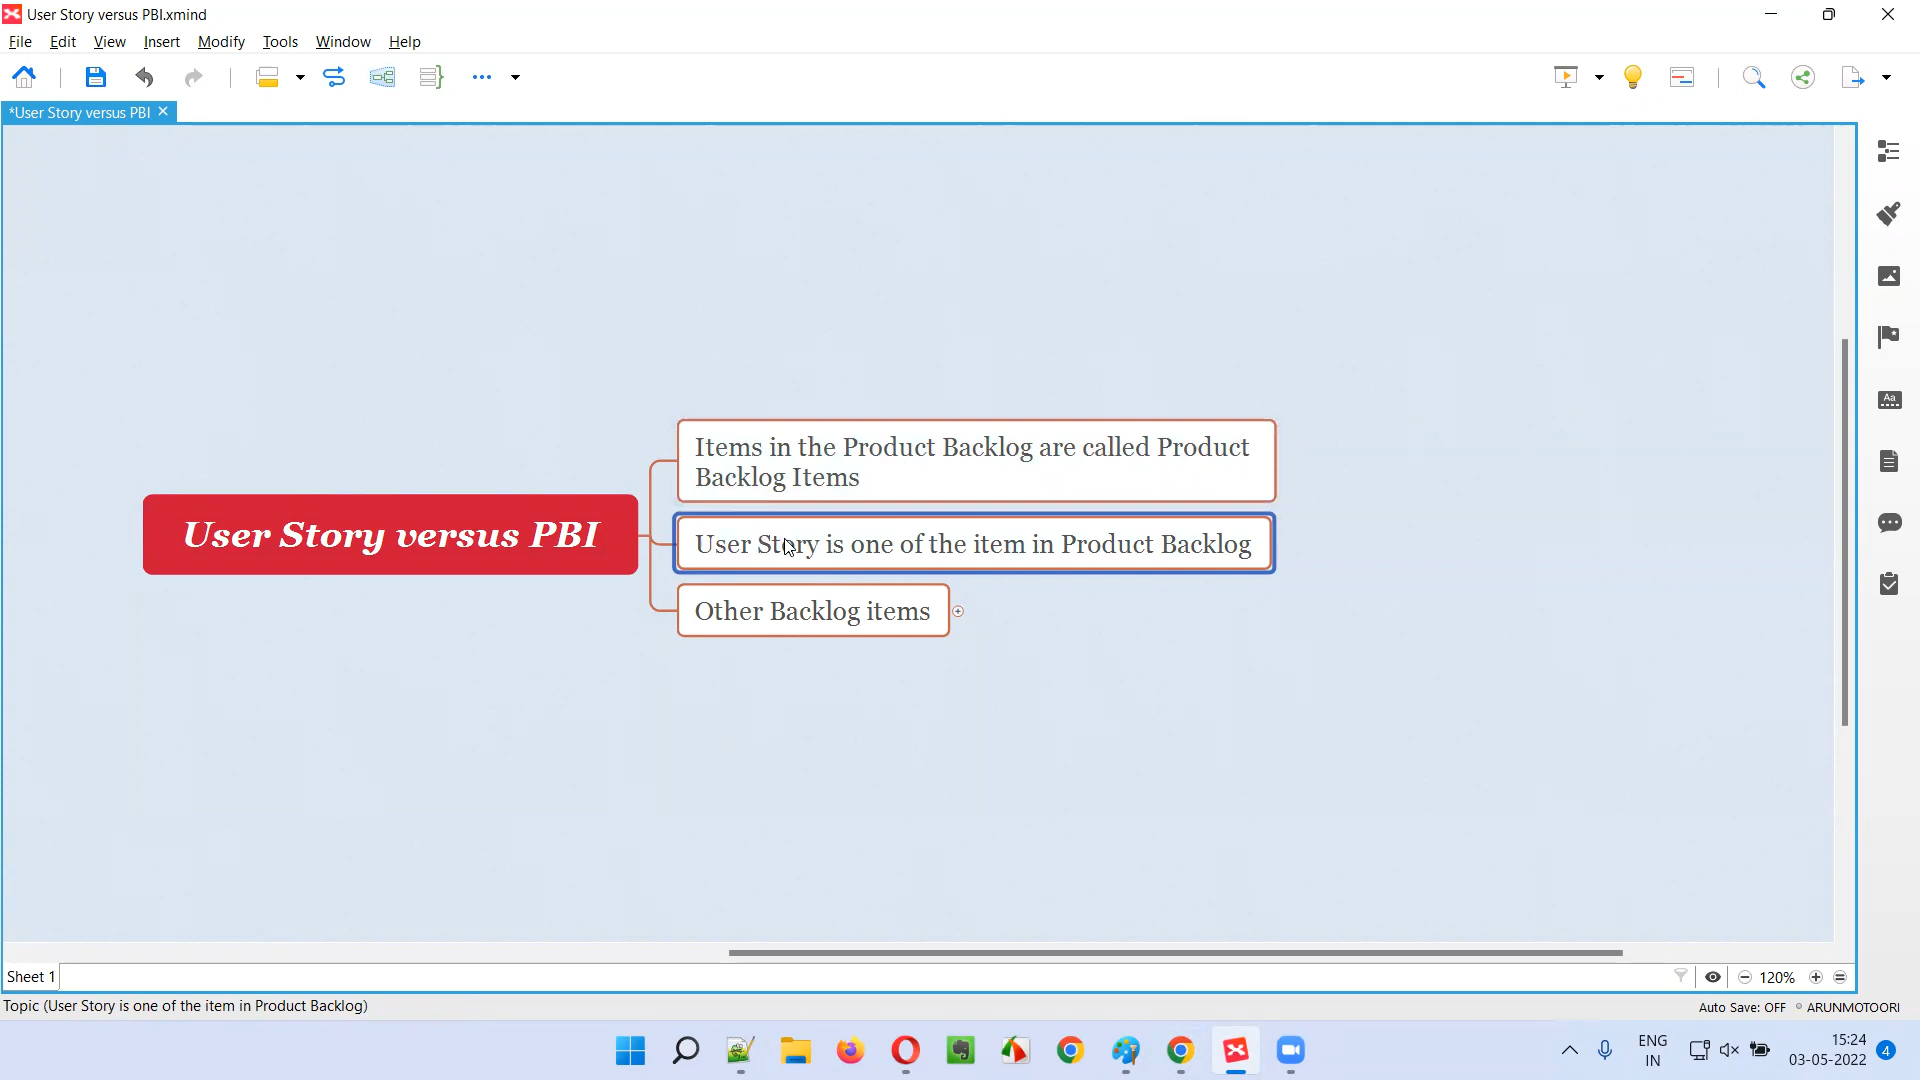 User Story versus PBI.xmind
File Edit View Insert Modify Tools Window Help
*User Story versus PBI
User Story versus PBI
Items in the Product Backlog are called Product
Backlog Items
User Story is one of the item in Product Backlog
Other Backlog items
Aa
Sheet 1
120%
Topic (User Story is one of the item in Product Backlog)
Auto Save: OFF ARUNMOTOORI
ENG
IN
15:24
03-05-2022
4